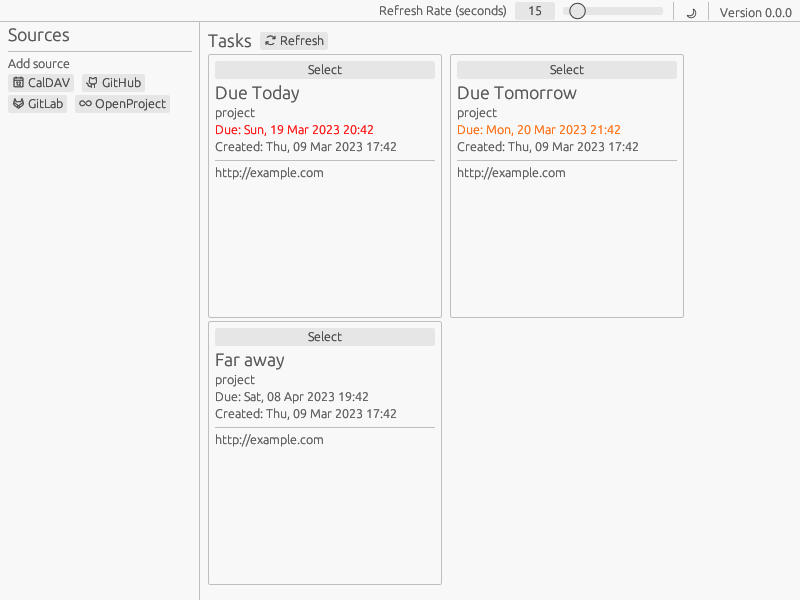 Refresh Rate (seconds) 15 Version 0.0.0
Sources
Add source
CalDAV GitHub
GitLab OpenProject
Tasks Refresh
Select
Due Today
project
Due: Sun, 19 Mar 2023 20:42
Created: Thu, 09 Mar 2023 17:42
http://example.com
Select
Due Tomorrow
project
Due: Mon, 20 Mar 2023 21:42
Created: Thu, 09 Mar 2023 17:42
http://example.com
Select
Far away
project
Due: Sat, 08 Apr 2023 19:42
Created: Thu, 09 Mar 2023 17:42
http://example.com